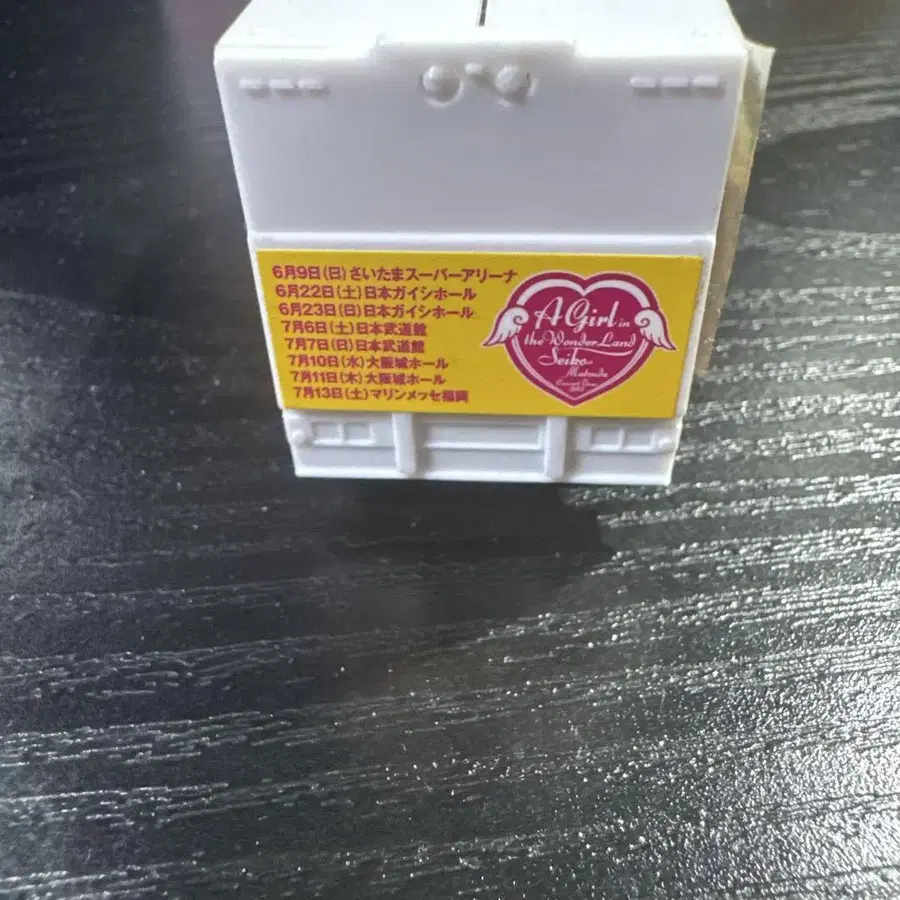 6月9日(日)さいたまスーパーアリーナ
6月22日(土)日本ガイシホール
6月23日(日)日本ガイシホール
7月6日(土)日本武道館
7月7日(日)日本武道館
7月10日(水)大阪城ホール
7月11日(木)大阪城ホール
7月13日(土)マリンメッセ福岡
A Girl in
the Wonder Land
Seiko
Matsuda
Concert Tour
2013